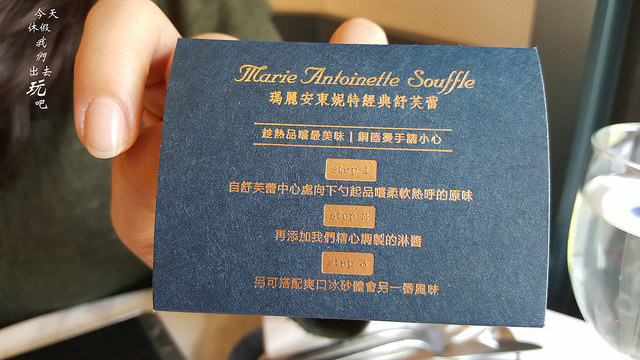 今天
休假
我
們
出去
玩
吧
Marie Antoinette Souffle
瑪麗安東妮特經典舒芙蕾
趁熱品嚐最美味 | 銅器燙手請小心
step 1
自舒芙蕾中心處向下勺起品嚐柔軟熱呼的原味
step 2
再添加我們精心調製的淋醬
step 3
另可搭配爽口冰砂體會另一番風味